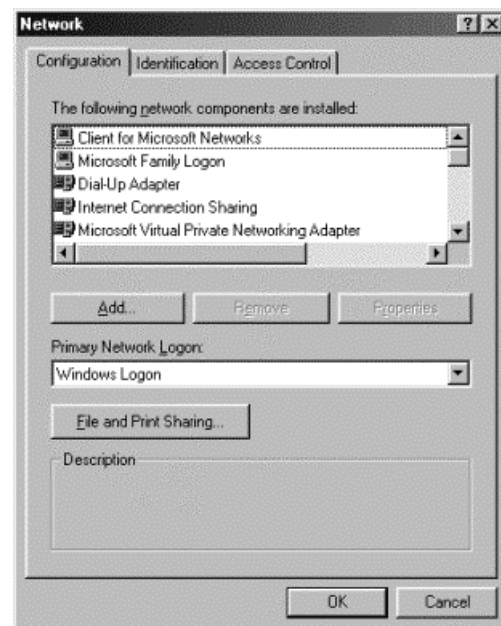 Network
Configuration Identification Access Control
The following network components are installed:
Client for Microsoft Networks
Microsoft Family Logon
Dial-Up Adapter
Internet Connection Sharing
Microsoft Virtual Private Networking Adapter
Add... Remove Properties
Primary Network Logon:
Windows Logon
File and Print Sharing...
Description
OK Cancel